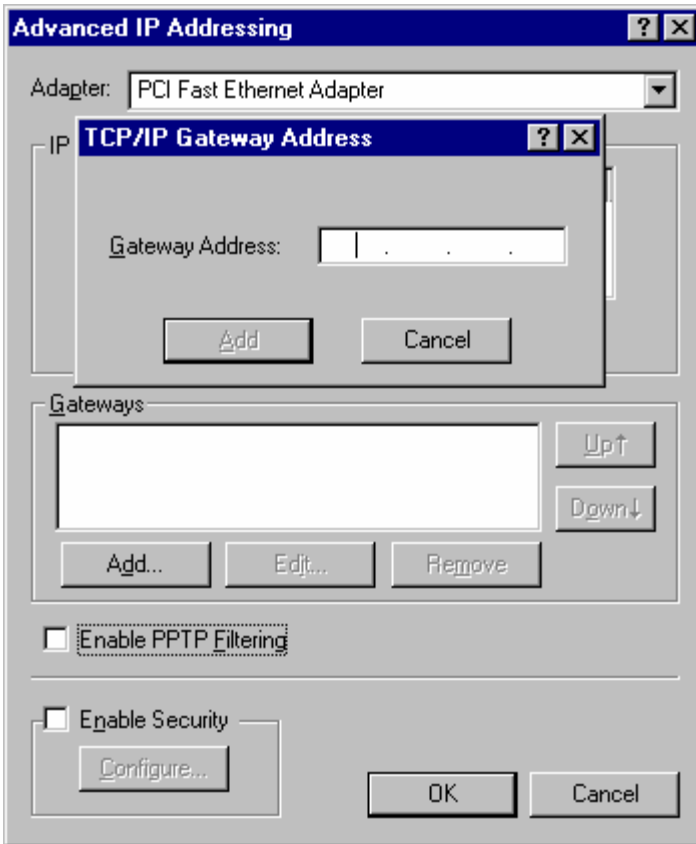 Advanced IP Addressing
Adapter: PCI Fast Ethernet Adapter
IP
TCP/IP Gateway Address
Gateway Address: . . .
Add Cancel
Gateways
Up↑
Down↓
Add... Edit... Remove
Enable PPTP Filtering
Enable Security
Configure...
OK Cancel